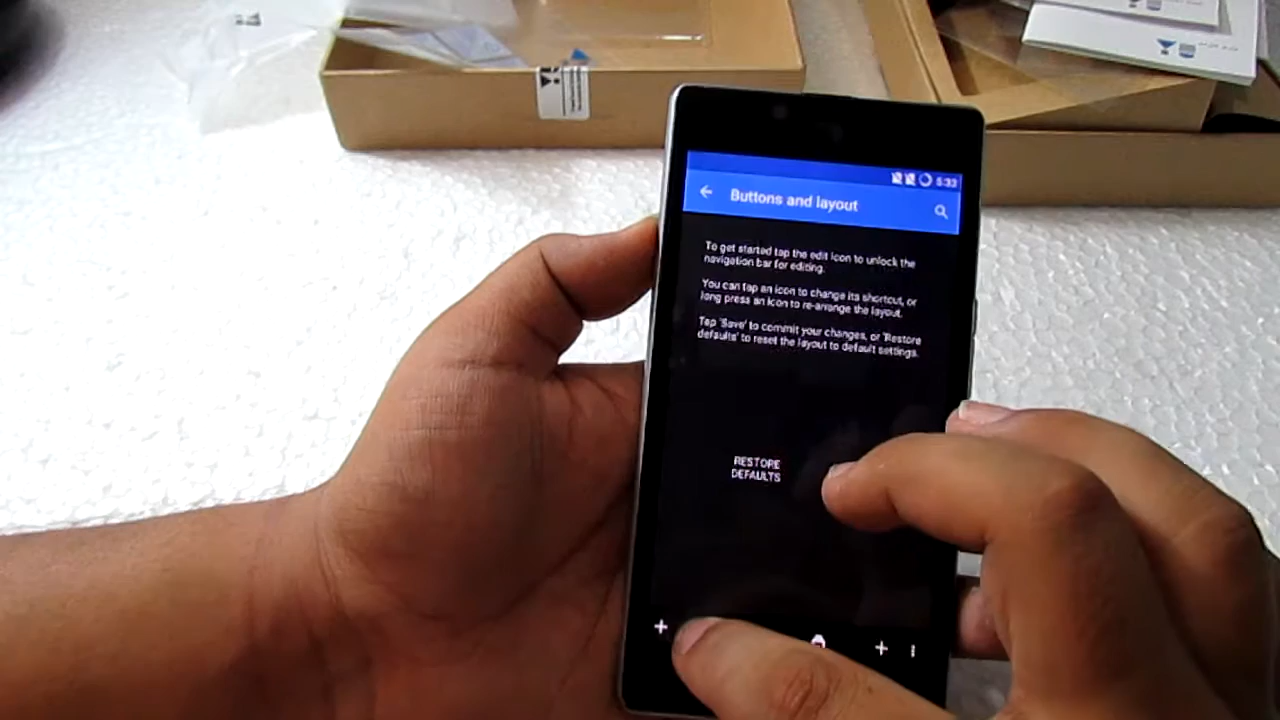 5:33
Buttons and layout
To get started tap the edit icon to unlock the
navigation bar for editing.
You can tap an icon to change its shortcut, or
long press an icon to re-arrange the layout.
Tap 'Save' to commit your changes, or 'Restore
defaults' to reset the layout to default settings.
RESTORE
DEFAULTS